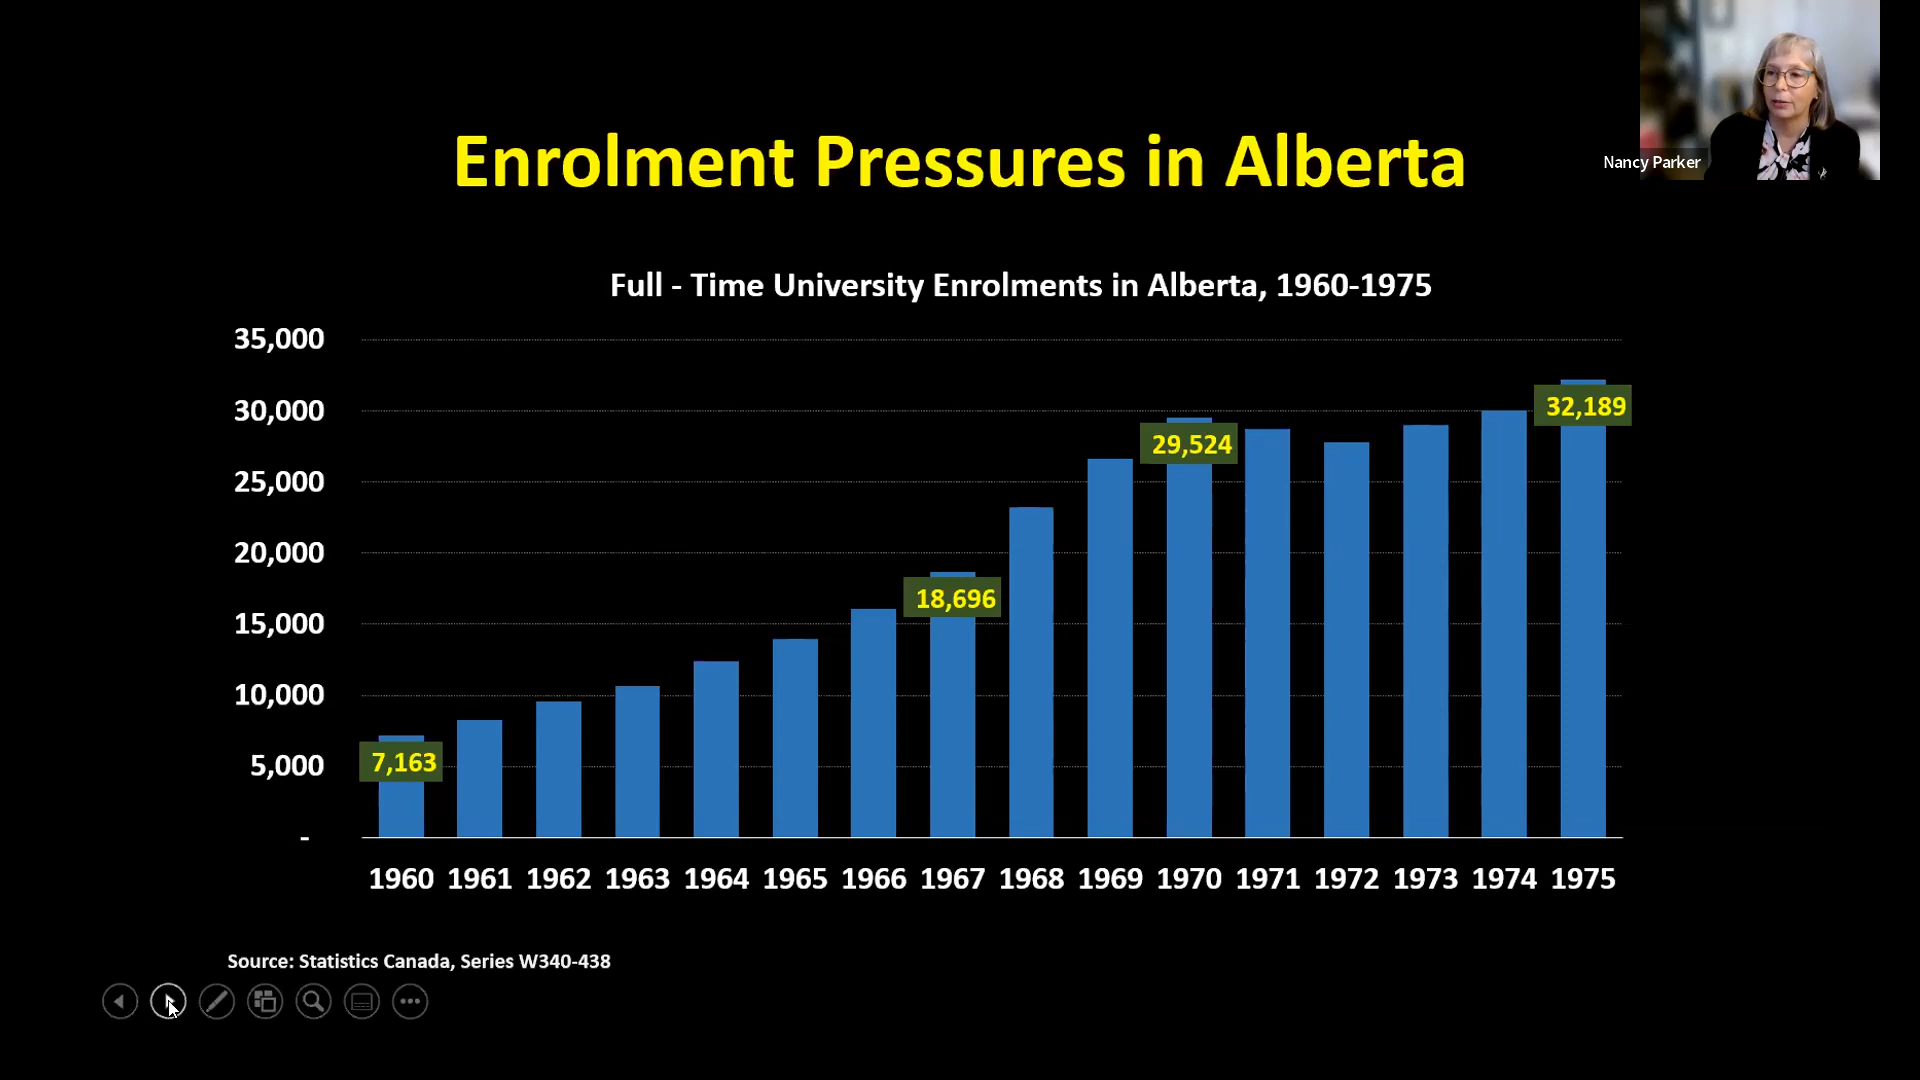 Enrolment Pressures in Alberta
Nancy Parker
Full - Time University Enrolments in Alberta, 1960-1975
35,000
30,000
25,000
20,000
15,000
10,000
5,000
-
7,163
18,696
29,524
32,189
1960 1961 1962 1963 1964 1965 1966 1967 1968 1969 1970 1971 1972 1973 1974 1975
Source: Statistics Canada, Series W340-438